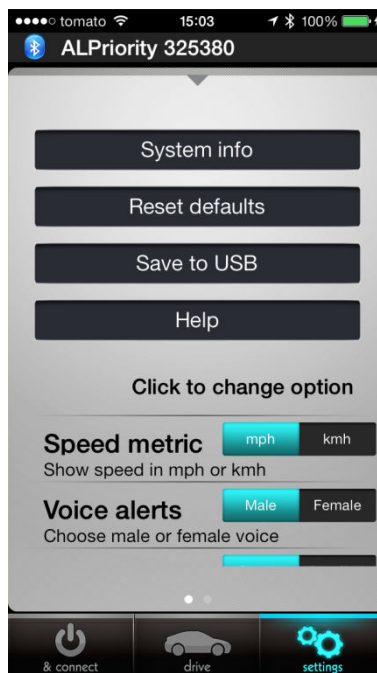 tomato 15:03 100%
ALPriority 325380
System info
Reset defaults
Save to USB
Help
Click to change option
Speed metric mph kmh
Show speed in mph or kmh
Voice alerts Male Female
Choose male or female voice
& connect drive settings